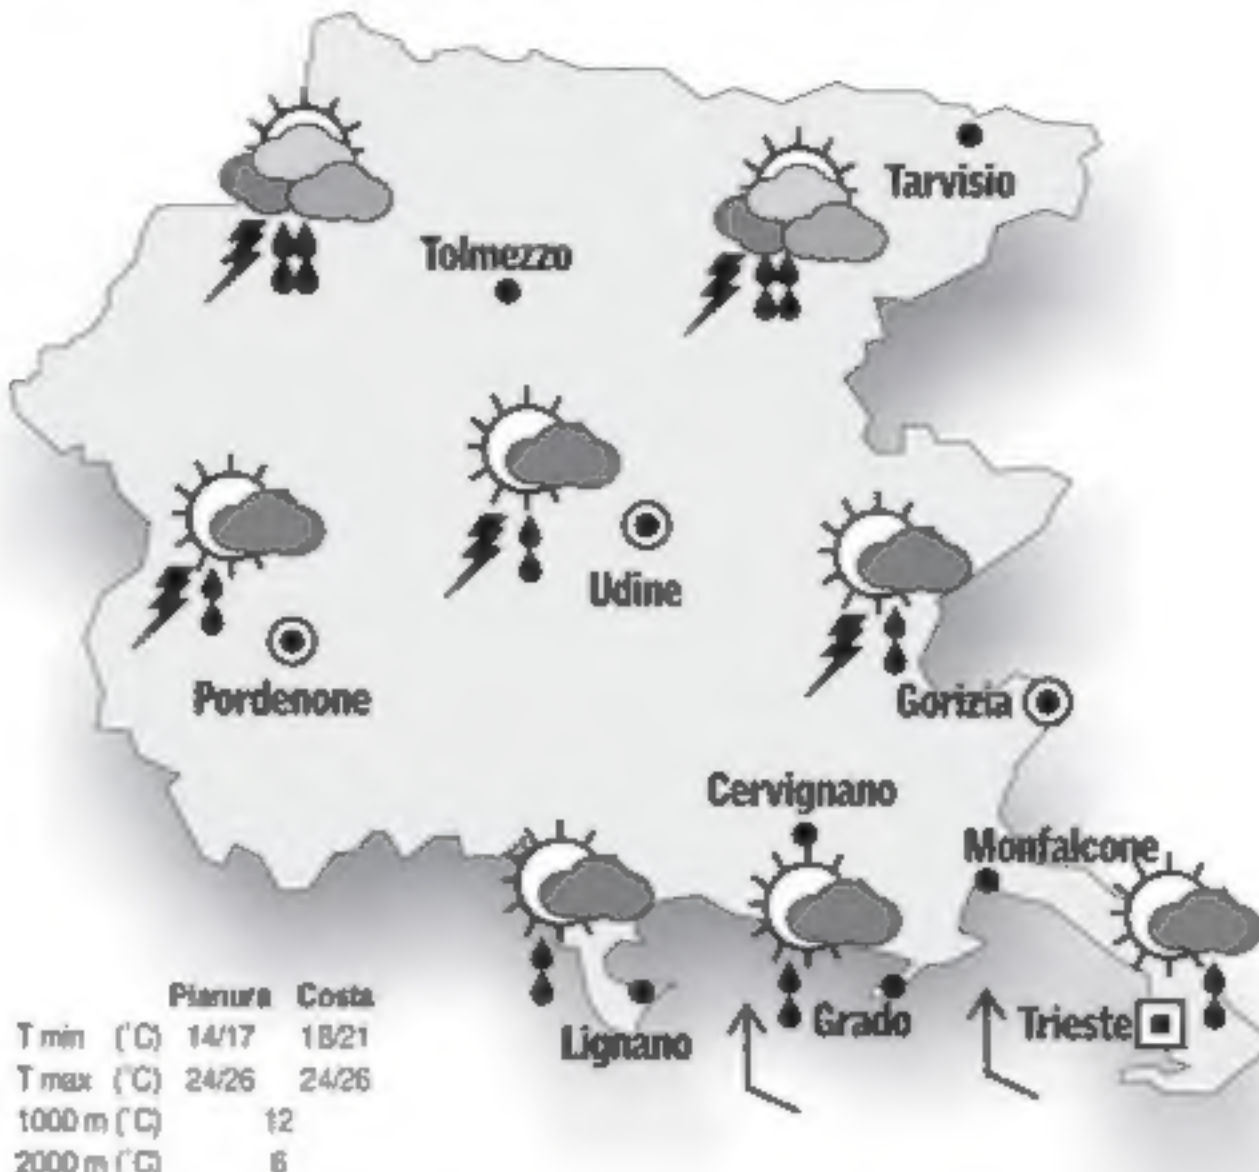 Tarvisio
Tolmezzo
Udine
Pordenone
Gorizia
Cervignano
Monfalcone
Grado
Trieste
Lignano
Pianura Costa
T min (°C) 14/17 18/21
T max (°C) 24/26 24/26
1000 m (°C) 12
2000 m (°C) 6